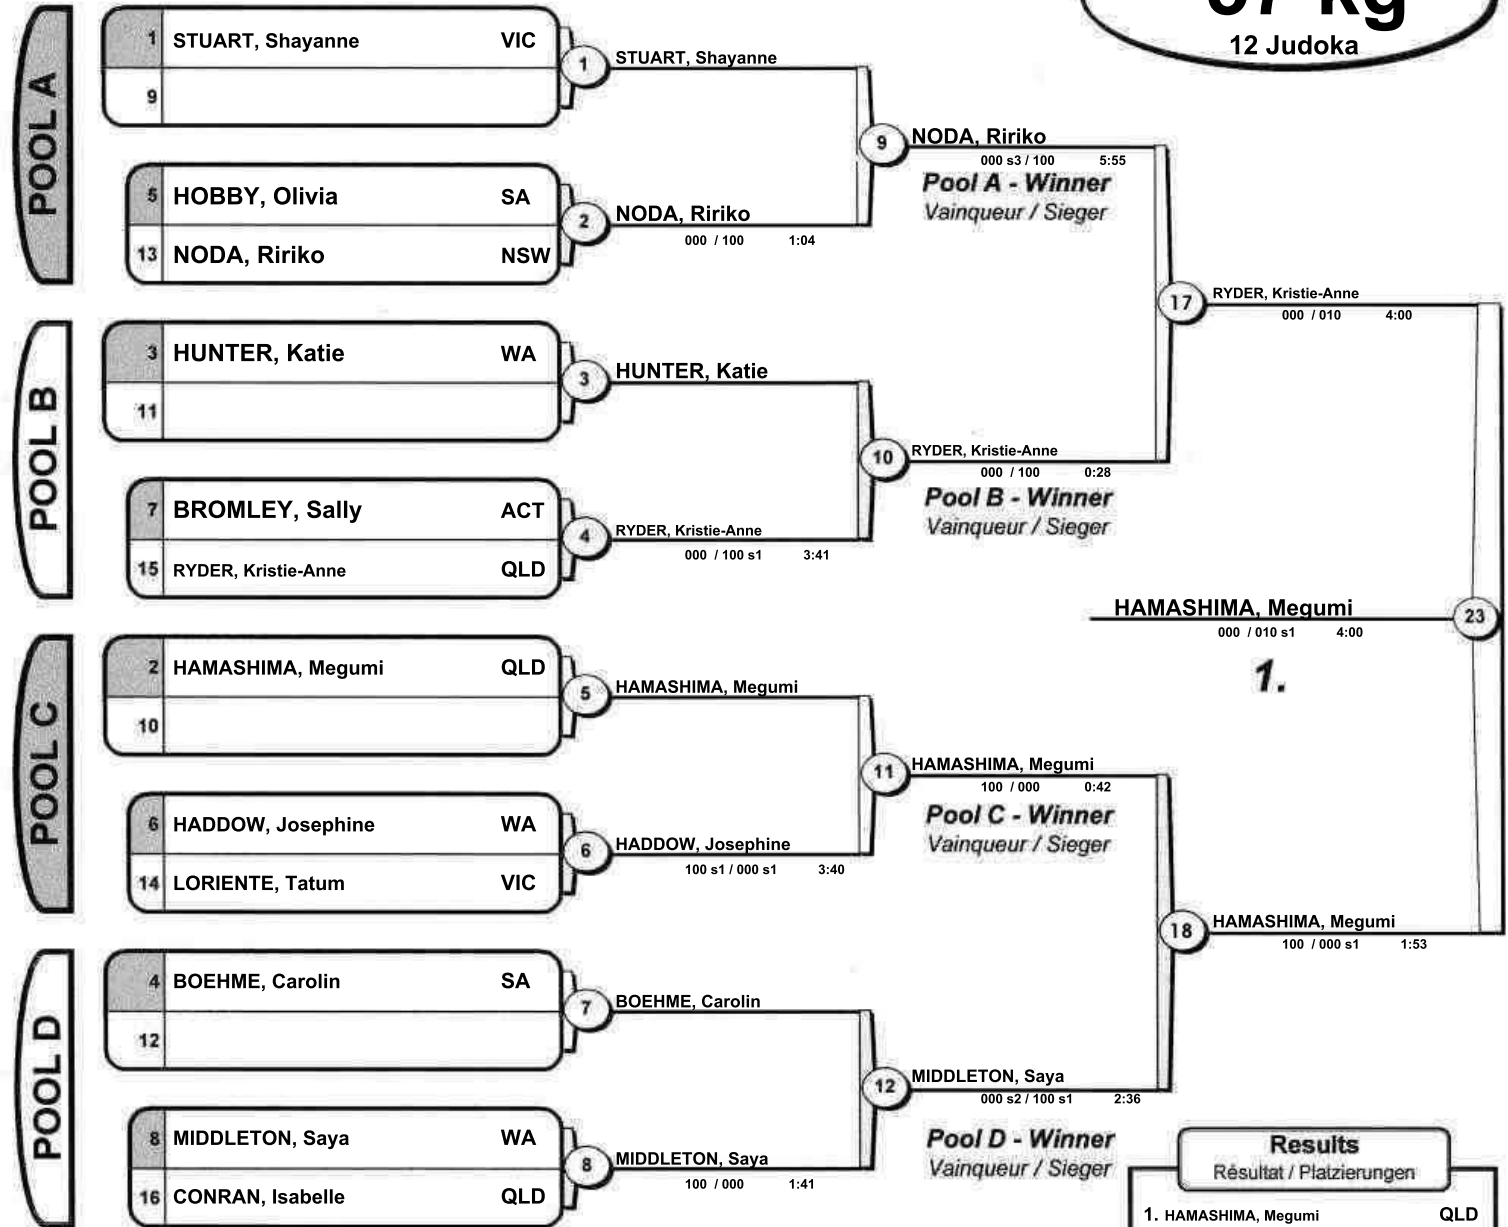 kg
12 Judoka
POOL A
1 STUART, Shayanne VIC
9
1
STUART, Shayanne
5 HOBBY, Olivia SA
13 NODA, Ririko NSW
2
NODA, Ririko
000 / 100 1:04
9
NODA, Ririko
000 s3 / 100 5:55
Pool A - Winner
Vainqueur / Sieger
POOL B
3 HUNTER, Katie WA
11
3
HUNTER, Katie
7 BROMLEY, Sally ACT
15 RYDER, Kristie-Anne QLD
4
RYDER, Kristie-Anne
000 / 100 s1 3:41
10
RYDER, Kristie-Anne
000 / 100 0:28
Pool B - Winner
Vainqueur / Sieger
17
RYDER, Kristie-Anne
000 / 010 4:00
HAMASHIMA, Megumi
000 / 010 s1 4:00
23
1.
POOL C
2 HAMASHIMA, Megumi QLD
10
5
HAMASHIMA, Megumi
6 HADDOW, Josephine WA
14 LORIENTE, Tatum VIC
6
HADDOW, Josephine
100 s1 / 000 s1 3:40
11
HAMASHIMA, Megumi
100 / 000 0:42
Pool C - Winner
Vainqueur / Sieger
18
HAMASHIMA, Megumi
100 / 000 s1 1:53
POOL D
4 BOEHME, Carolin SA
12
7
BOEHME, Carolin
8 MIDDLETON, Saya WA
16 CONRAN, Isabelle QLD
8
MIDDLETON, Saya
100 / 000 1:41
12
MIDDLETON, Saya
000 s2 / 100 s1 2:36
Pool D - Winner
Vainqueur / Sieger
Results
Résultat / Platzierungen
1. HAMASHIMA, Megumi QLD